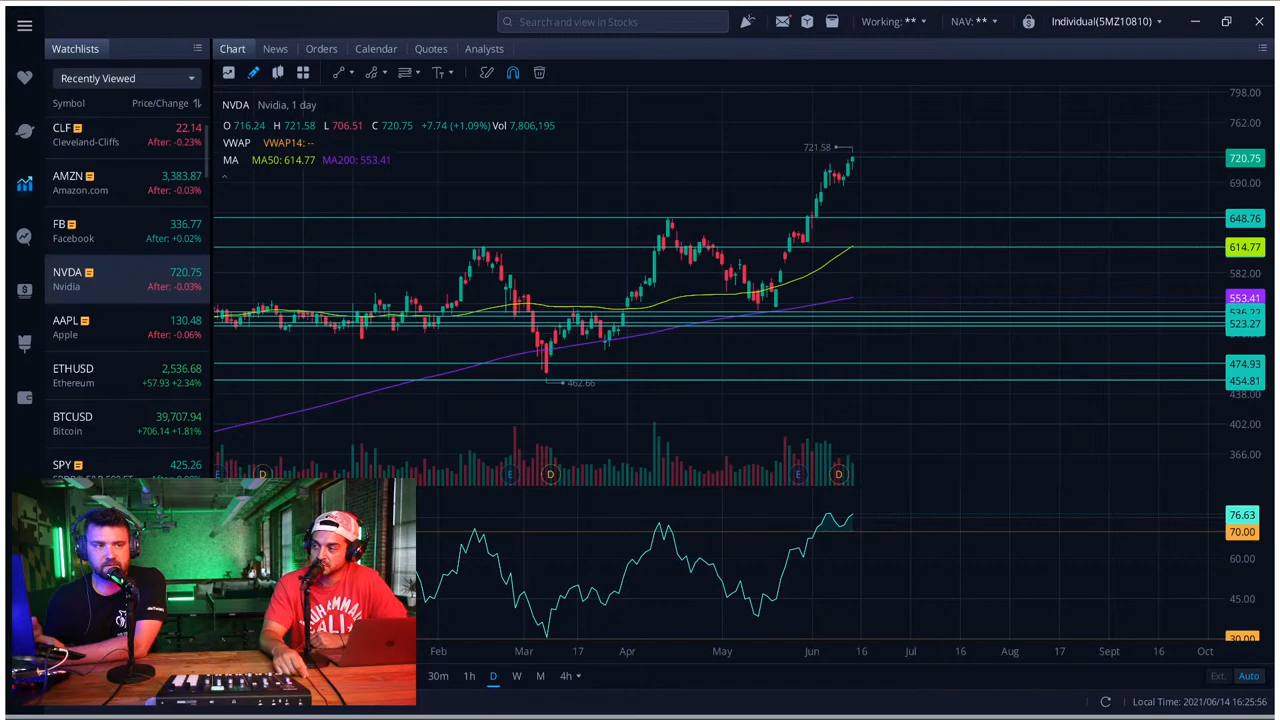 Search and view in Stocks
Working: **
NAV: **
Individual(5MZ10810)
Watchlists
Chart News Orders Calendar Quotes Analysts
Recently Viewed
Symbol Price/Change
CLF 22.14
Cleveland-Cliffs After: -0.23%
AMZN 3,383.87
Amazon.com After: -0.03%
FB 336.77
Facebook After: +0.02%
NVDA 720.75
Nvidia After: -0.03%
AAPL 130.48
Apple After: -0.06%
ETHUSD 2,536.68
Ethereum +57.93 +2.34%
BTCUSD 39,707.94
Bitcoin +706.14 +1.81%
SPY 425.26
NVDA Nvidia, 1 day
O 716.24 H 721.58 L 706.51 C 720.75 +7.74 (+1.09%) Vol 7,806,195
VWAP VWAP14: --
MA MA50: 614.77 MA200: 553.41
721.58
462.66
798.00
762.00
720.75
690.00
648.76
614.77
582.00
553.41
536.22
523.27
474.93
454.81
438.00
402.00
366.00
E D E D E D
76.63
70.00
60.00
45.00
30.00
MUHAMMAD
ALI
Feb Mar 17 Apr May Jun 16 Jul 16 Aug 16 Sept 16 Oct
30m 1h D W M 4h
Ext. Auto
Local Time: 2021/06/14 16:25:56